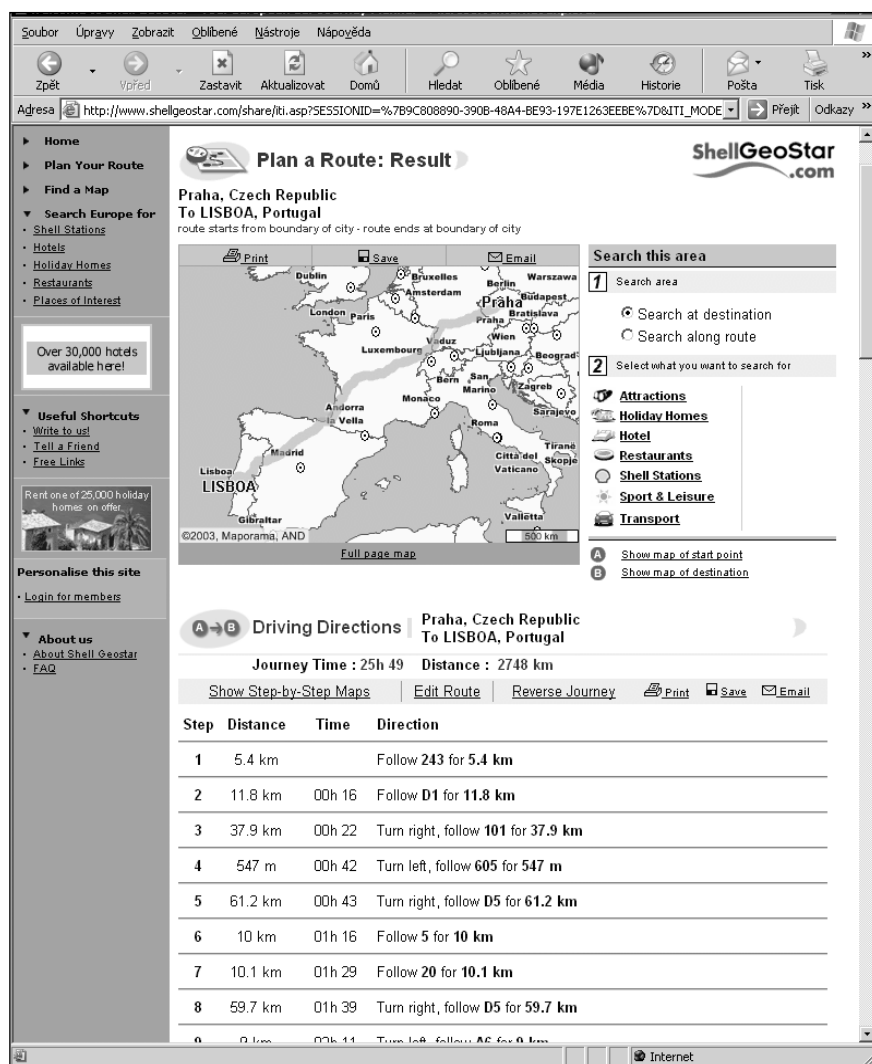 Soubor Úpravy Zobrazit Oblíbené Nástroje Nápověda
Zpět Vpřed Zastavit Aktualizovat Domů Hledat Oblíbené Média Historie Pošta Tisk »
Adresa http://www.shellgeostar.com/share/iti.asp?SESSIONID=%7B9C808890-390B-48A4-BE93-197E1263EEBE%7D&ITI_MODE Přejít Odkazy »
Home
Plan Your Route
Find a Map
Search Europe for
Shell Stations
Hotels
Holiday Homes
Restaurants
Places of Interest
Over 30,000 hotels
available here!
Useful Shortcuts
Write to us!
Tell a Friend
Free Links
Rent one of 25,000 holiday
homes on offer.
Personalise this site
Login for members
About us
About Shell Geostar
FAQ
Plan a Route: Result
ShellGeoStar
.com
Praha, Czech Republic
To LISBOA, Portugal
route starts from boundary of city - route ends at boundary of city
Print Save Email
Dublin Bruxelles Berlin Warszawa
Amsterdam Praha Budapest
London Paris Praha Bratislava
Luxembourg Vaduz Wien
Ljubljana Beograd
Bern San Marino Zagreb
Andorra la Vella Monaco Sarajevo
Roma
Madrid Città del Vaticano Tiranë
Skopje
Lisboa
LISBOA
Gibraltar Valletta
©2003, Maporama, AND 500 km
Full page map
Search this area
1 Search area
Search at destination
Search along route
2 Select what you want to search for
Attractions
Holiday Homes
Hotel
Restaurants
Shell Stations
Sport & Leisure
Transport
A Show map of start point
B Show map of destination
A B Driving Directions
Praha, Czech Republic
To LISBOA, Portugal
Journey Time : 25h 49 Distance : 2748 km
Show Step-by-Step Maps Edit Route Reverse Journey Print Save Email
Step Distance Time Direction
1 5.4 km Follow 243 for 5.4 km
2 11.8 km 00h 16 Follow D1 for 11.8 km
3 37.9 km 00h 22 Turn right, follow 101 for 37.9 km
4 547 m 00h 42 Turn left, follow 605 for 547 m
5 61.2 km 00h 43 Turn right, follow D5 for 61.2 km
6 10 km 01h 16 Follow 5 for 10 km
7 10.1 km 01h 29 Follow 20 for 10.1 km
8 59.7 km 01h 39 Turn right, follow D5 for 59.7 km
9 9 km 02h 11 Turn left, follow A6 for 9 km
Internet